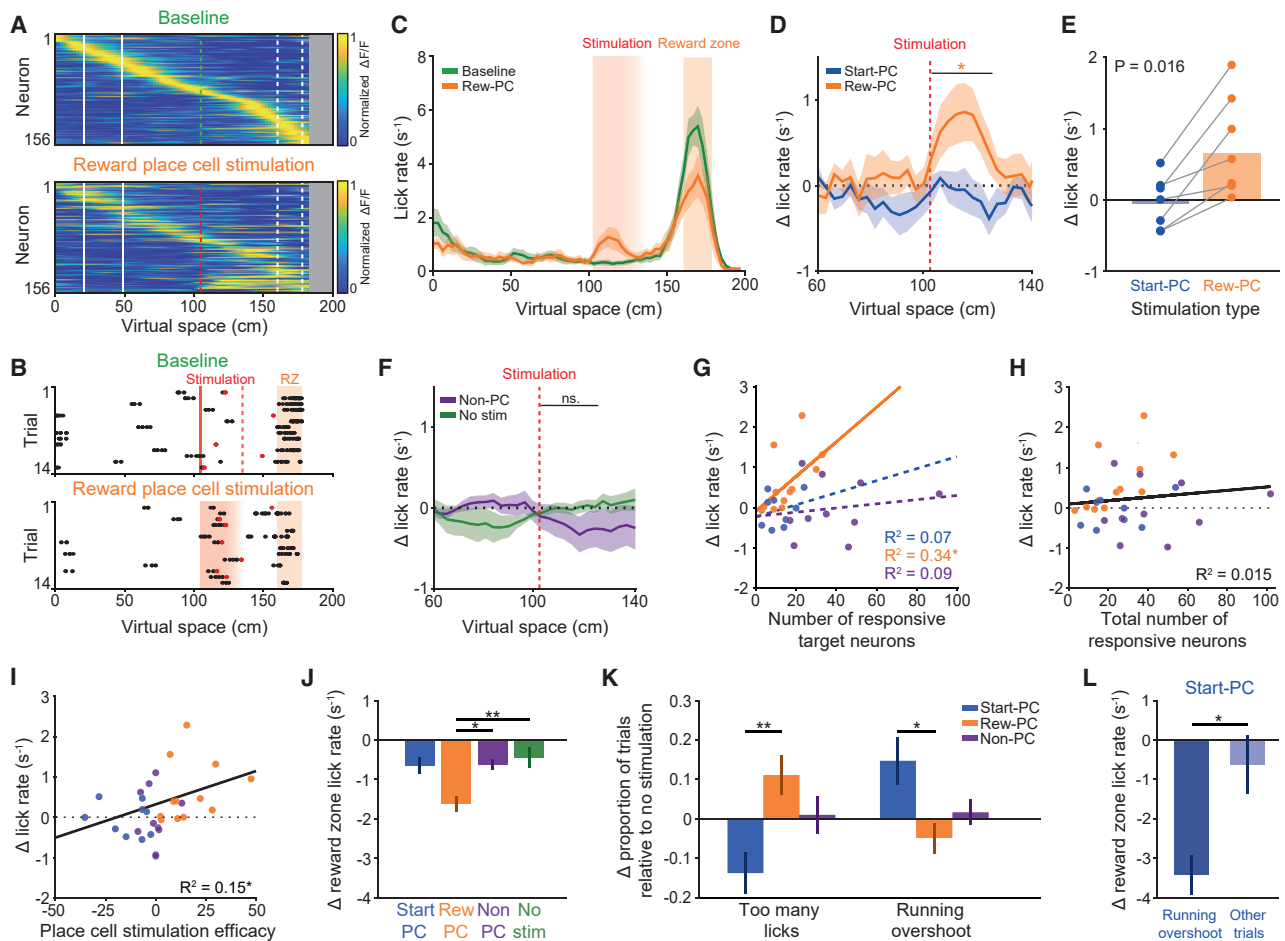 A
Baseline
1
Neuron
156
1
Normalized ΔF/F
0
Reward place cell stimulation
1
Neuron
156
1
Normalized ΔF/F
0
0 50 100 150 200
Virtual space (cm)
B
Baseline
Stimulation RZ
1
Trial
14
Reward place cell stimulation
1
Trial
14
0 50 100 150 200
Virtual space (cm)
C
Stimulation Reward zone
Baseline
Rew-PC
8
6
4
2
0
Lick rate (s-1)
0 50 100 150 200
Virtual space (cm)
D
Stimulation
Start-PC
Rew-PC
*
1
0
-1
Δ lick rate (s-1)
60 100 140
Virtual space (cm)
E
P = 0.016
2
1
0
-1
Δ lick rate (s-1)
Start-PC Rew-PC
Stimulation type
F
Stimulation
Non-PC
No stim
ns.
1
0
-1
Δ lick rate (s-1)
60 100 140
Virtual space (cm)
G
3
2
1
0
-1
-2
Δ lick rate (s-1)
R2 = 0.07
R2 = 0.34*
R2 = 0.09
0 20 40 60 80 100
Number of responsive
target neurons
H
3
2
1
0
-1
-2
Δ lick rate (s-1)
R2 = 0.015
0 20 40 60 80 100
Total number of
responsive neurons
I
3
2
1
0
-1
-2
Δ lick rate (s-1)
R2 = 0.15*
-50 -25 0 25 50
Place cell stimulation efficacy
J
1
0
-1
-2
-3
-4
Δ reward zone lick rate (s-1)
**
*
Start Rew Non No
PC PC PC stim
K
0.3
0.2
0.1
0
-0.1
-0.2
Δ proportion of trials
relative to no stimulation
Start-PC
Rew-PC
Non-PC
** *
Too many Running
licks overshoot
L
Start-PC
1
0
-1
-2
-3
-4
Δ reward zone lick rate (s-1)
*
Running Other
overshoot trials